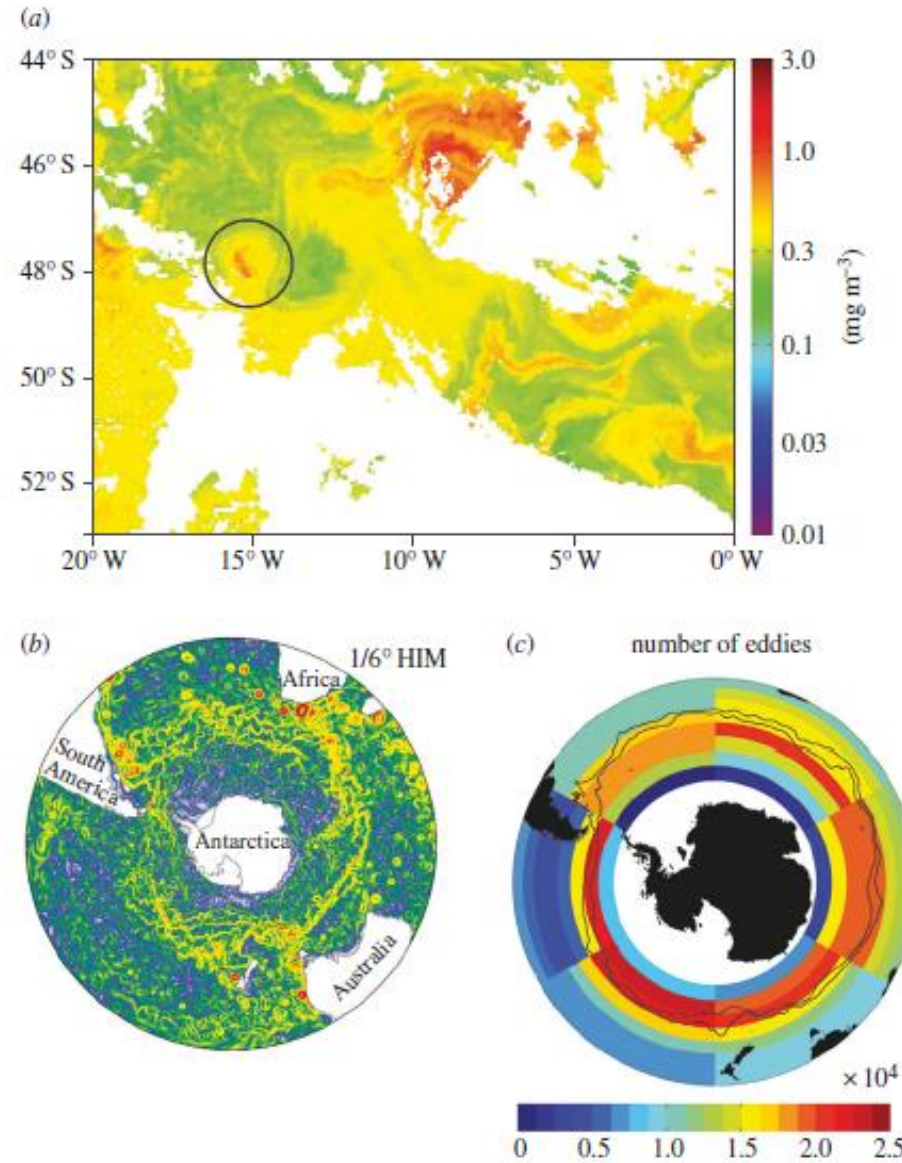 (a)
44° S
46° S
48° S
50° S
52° S
20° W
15° W
10° W
5° W
0° W
3.0
1.0
0.3
0.1
0.03
0.01
(mg m⁻³)
(b)
1/6° HIM
Africa
South
America
Antarctica
Australia
(c)
number of eddies
× 10⁴
0 0.5 1.0 1.5 2.0 2.5